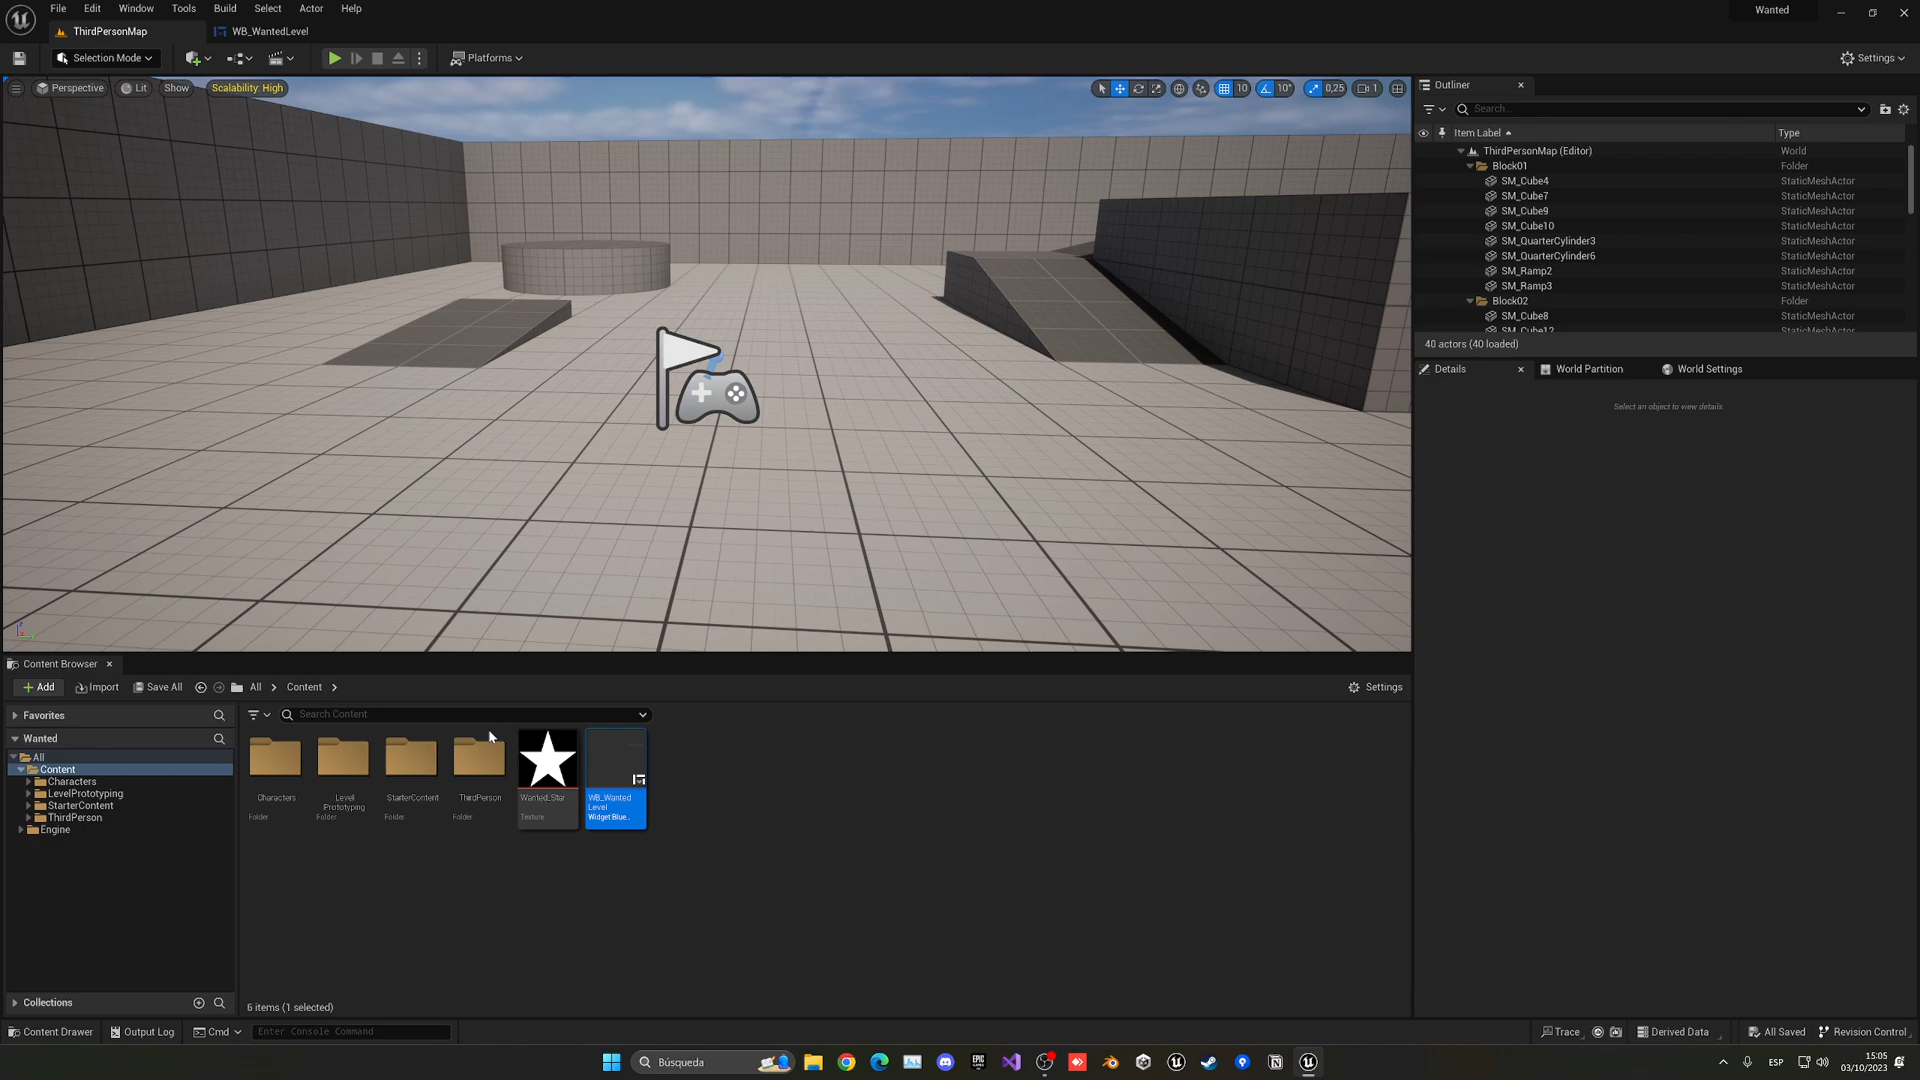 File Edit Window Tools Build Select Actor Help
Wanted
ThirdPersonMap
WB_WantedLevel
Selection Mode
Platforms
Settings
Perspective
Lit
Show
Scalability: High
10
10°
0,25
1
Outliner
Search...
Item Label
Type
ThirdPersonMap (Editor)
World
Block01
Folder
SM_Cube4
StaticMeshActor
SM_Cube7
StaticMeshActor
SM_Cube9
StaticMeshActor
SM_Cube10
StaticMeshActor
SM_QuarterCylinder3
StaticMeshActor
SM_QuarterCylinder6
StaticMeshActor
SM_Ramp2
StaticMeshActor
SM_Ramp3
StaticMeshActor
Block02
Folder
SM_Cube8
StaticMeshActor
SM_Cube12
StaticMeshActor
40 actors (40 loaded)
Details
World Partition
World Settings
Select an object to view details.
Content Browser
Add
Import
Save All
All
Content
Settings
Favorites
Search Content
Wanted
All
Content
Characters
LevelPrototyping
StarterContent
ThirdPerson
Engine
Characters
Folder
Level
Prototyping
Folder
StarterContent
Folder
ThirdPerson
Folder
Wanted_Star
Texture
WB_Wanted
Level
Widget Blue...
Collections
6 items (1 selected)
Content Drawer
Output Log
Cmd
Enter Console Command
Trace
Derived Data
All Saved
Revision Control
Búsqueda
ESP
15:05
03/10/2023